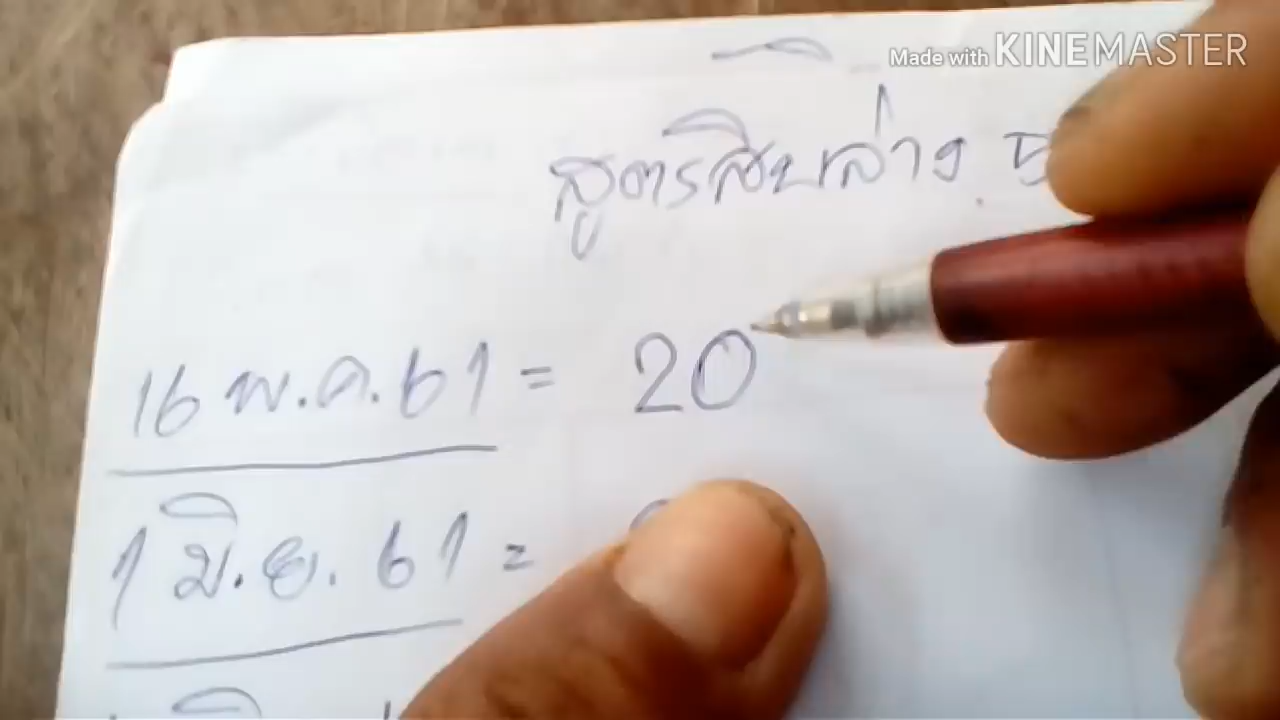 Made with KINEMASTER
สูตรสิบล่าง
16 พ.ค. 61 = 20
1 มิ.ย. 61 =